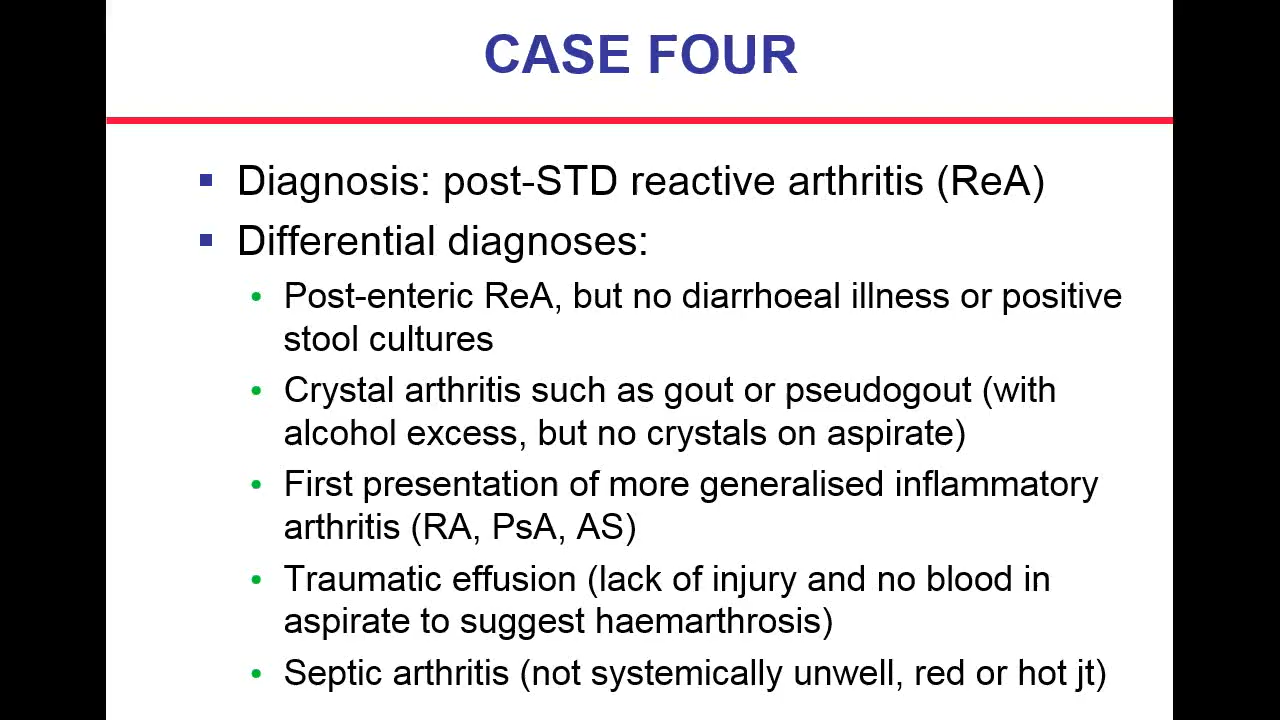 CASE FOUR
Diagnosis: post-STD reactive arthritis (ReA)
Differential diagnoses:
Post-enteric ReA, but no diarrhoeal illness or positive
stool cultures
Crystal arthritis such as gout or pseudogout (with
alcohol excess, but no crystals on aspirate)
First presentation of more generalised inflammatory
arthritis (RA, PsA, AS)
Traumatic effusion (lack of injury and no blood in
aspirate to suggest haemarthrosis)
Septic arthritis (not systemically unwell, red or hot jt)